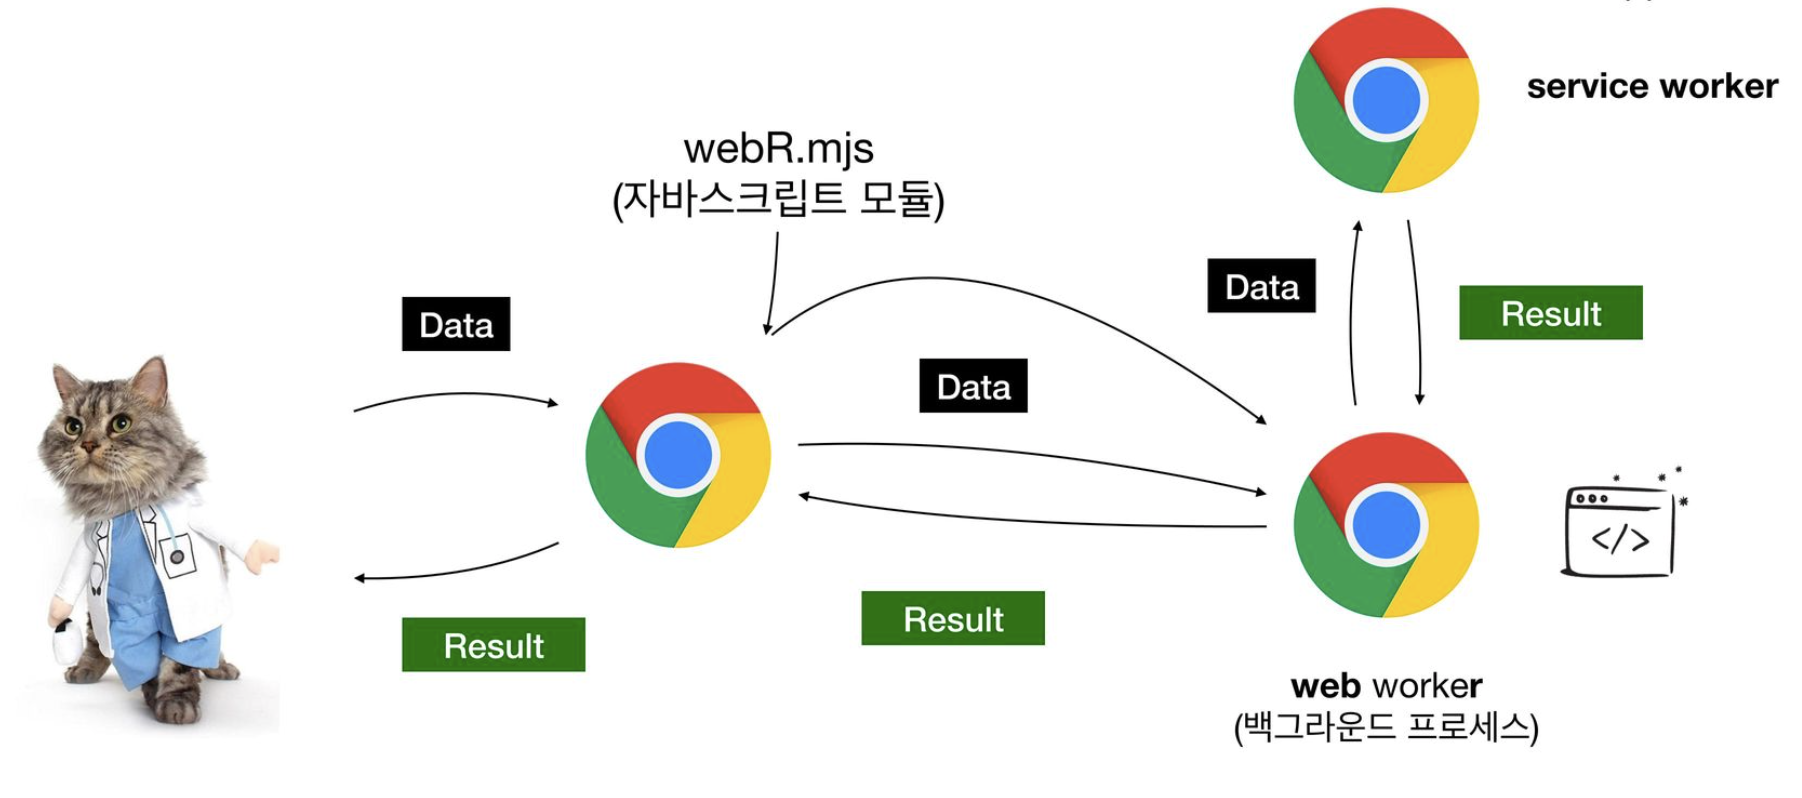 service worker
webR.mjs
(자바스크립트 모듈)
Data
Result
Data
Data
Result
Result
</>
web worker
(백그라운드 프로세스)